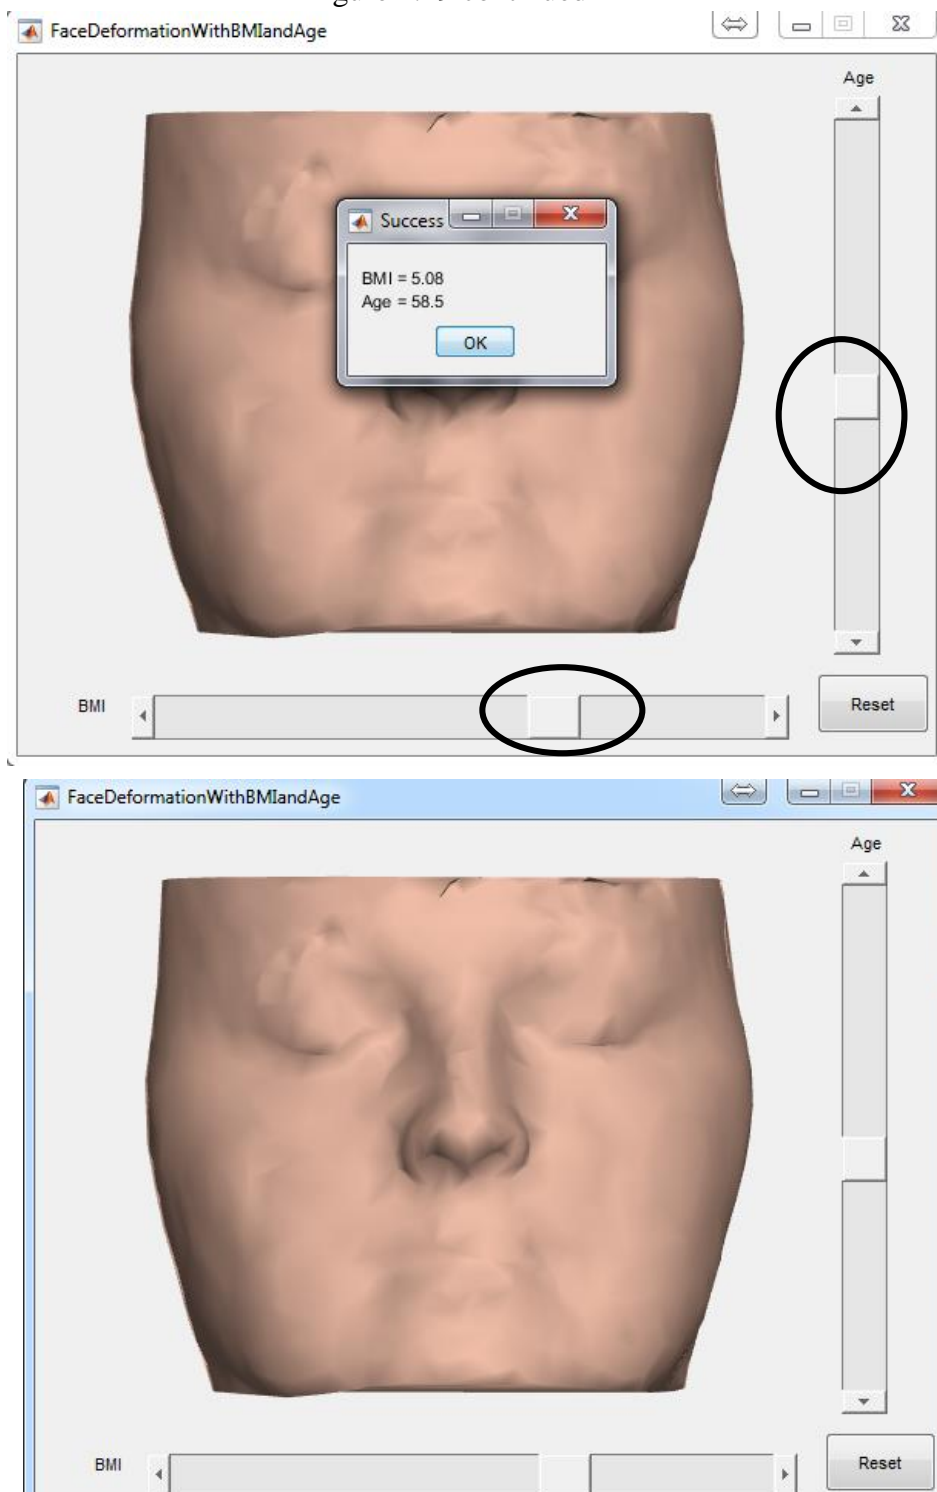 FaceDeformationWithBMIandAge
Age
Success
BMI = 5.08
Age = 58.5
OK
BMI
Reset
FaceDeformationWithBMIandAge
Age
BMI
Reset